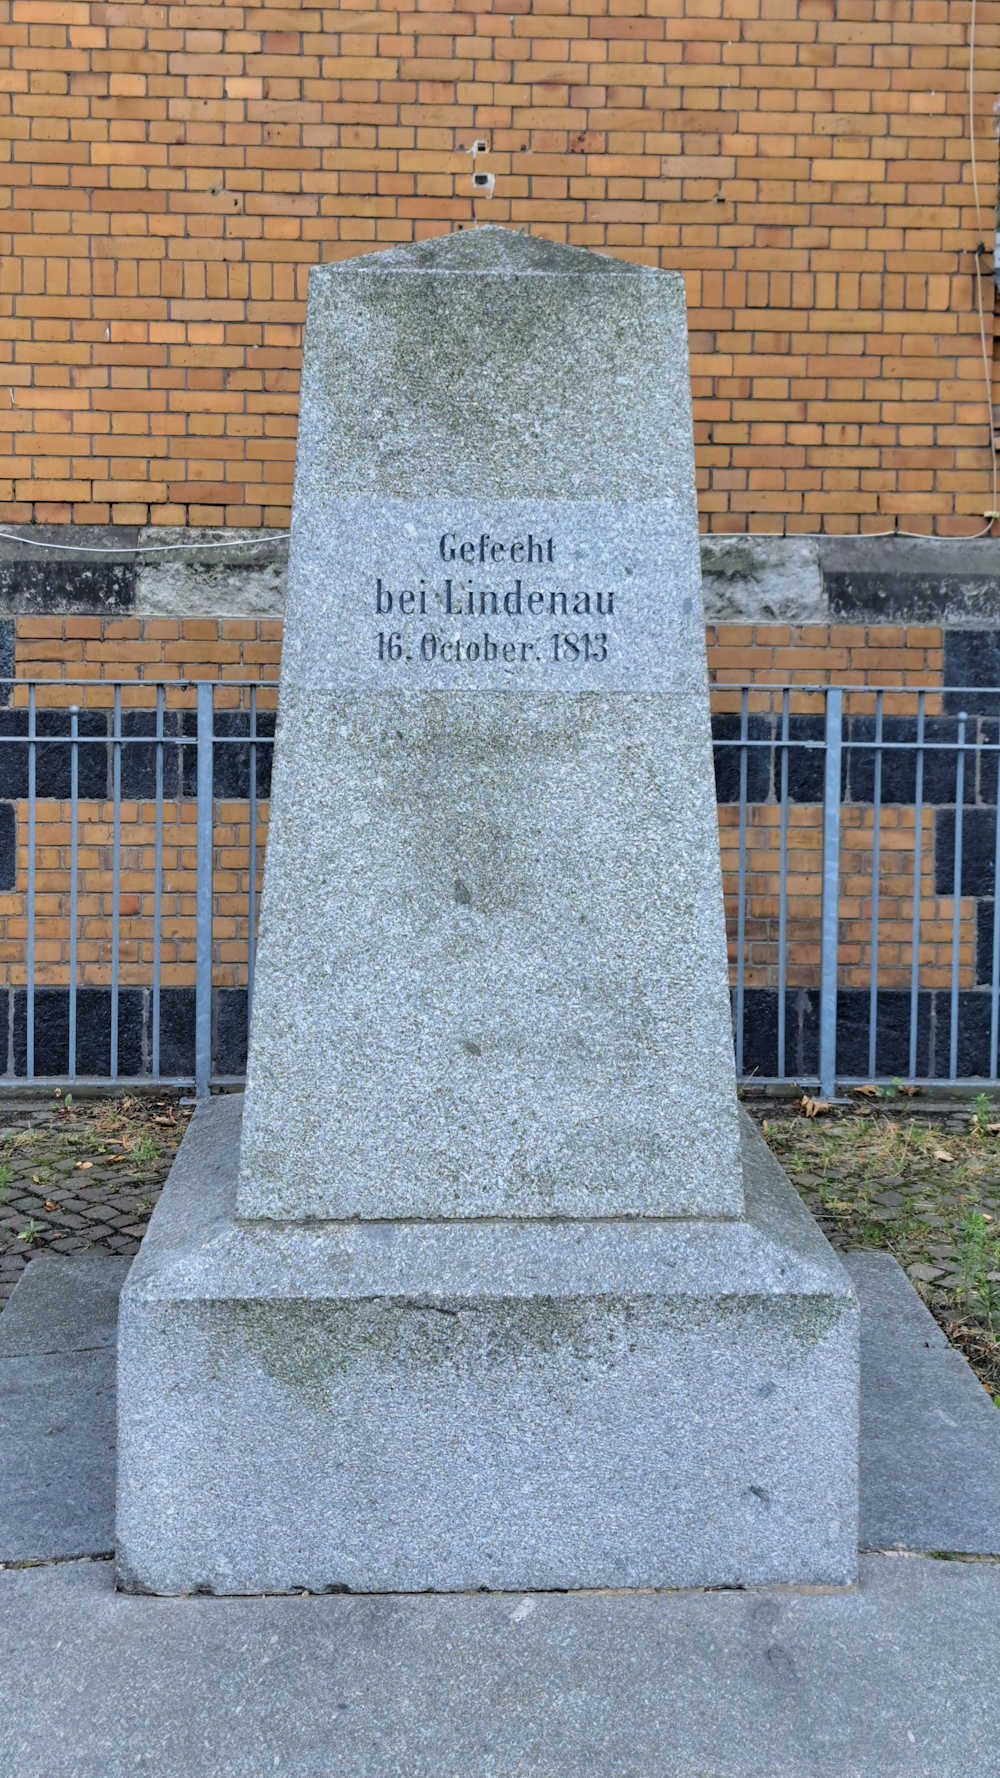 Gefecht
bei Lindenau
16. October. 1813